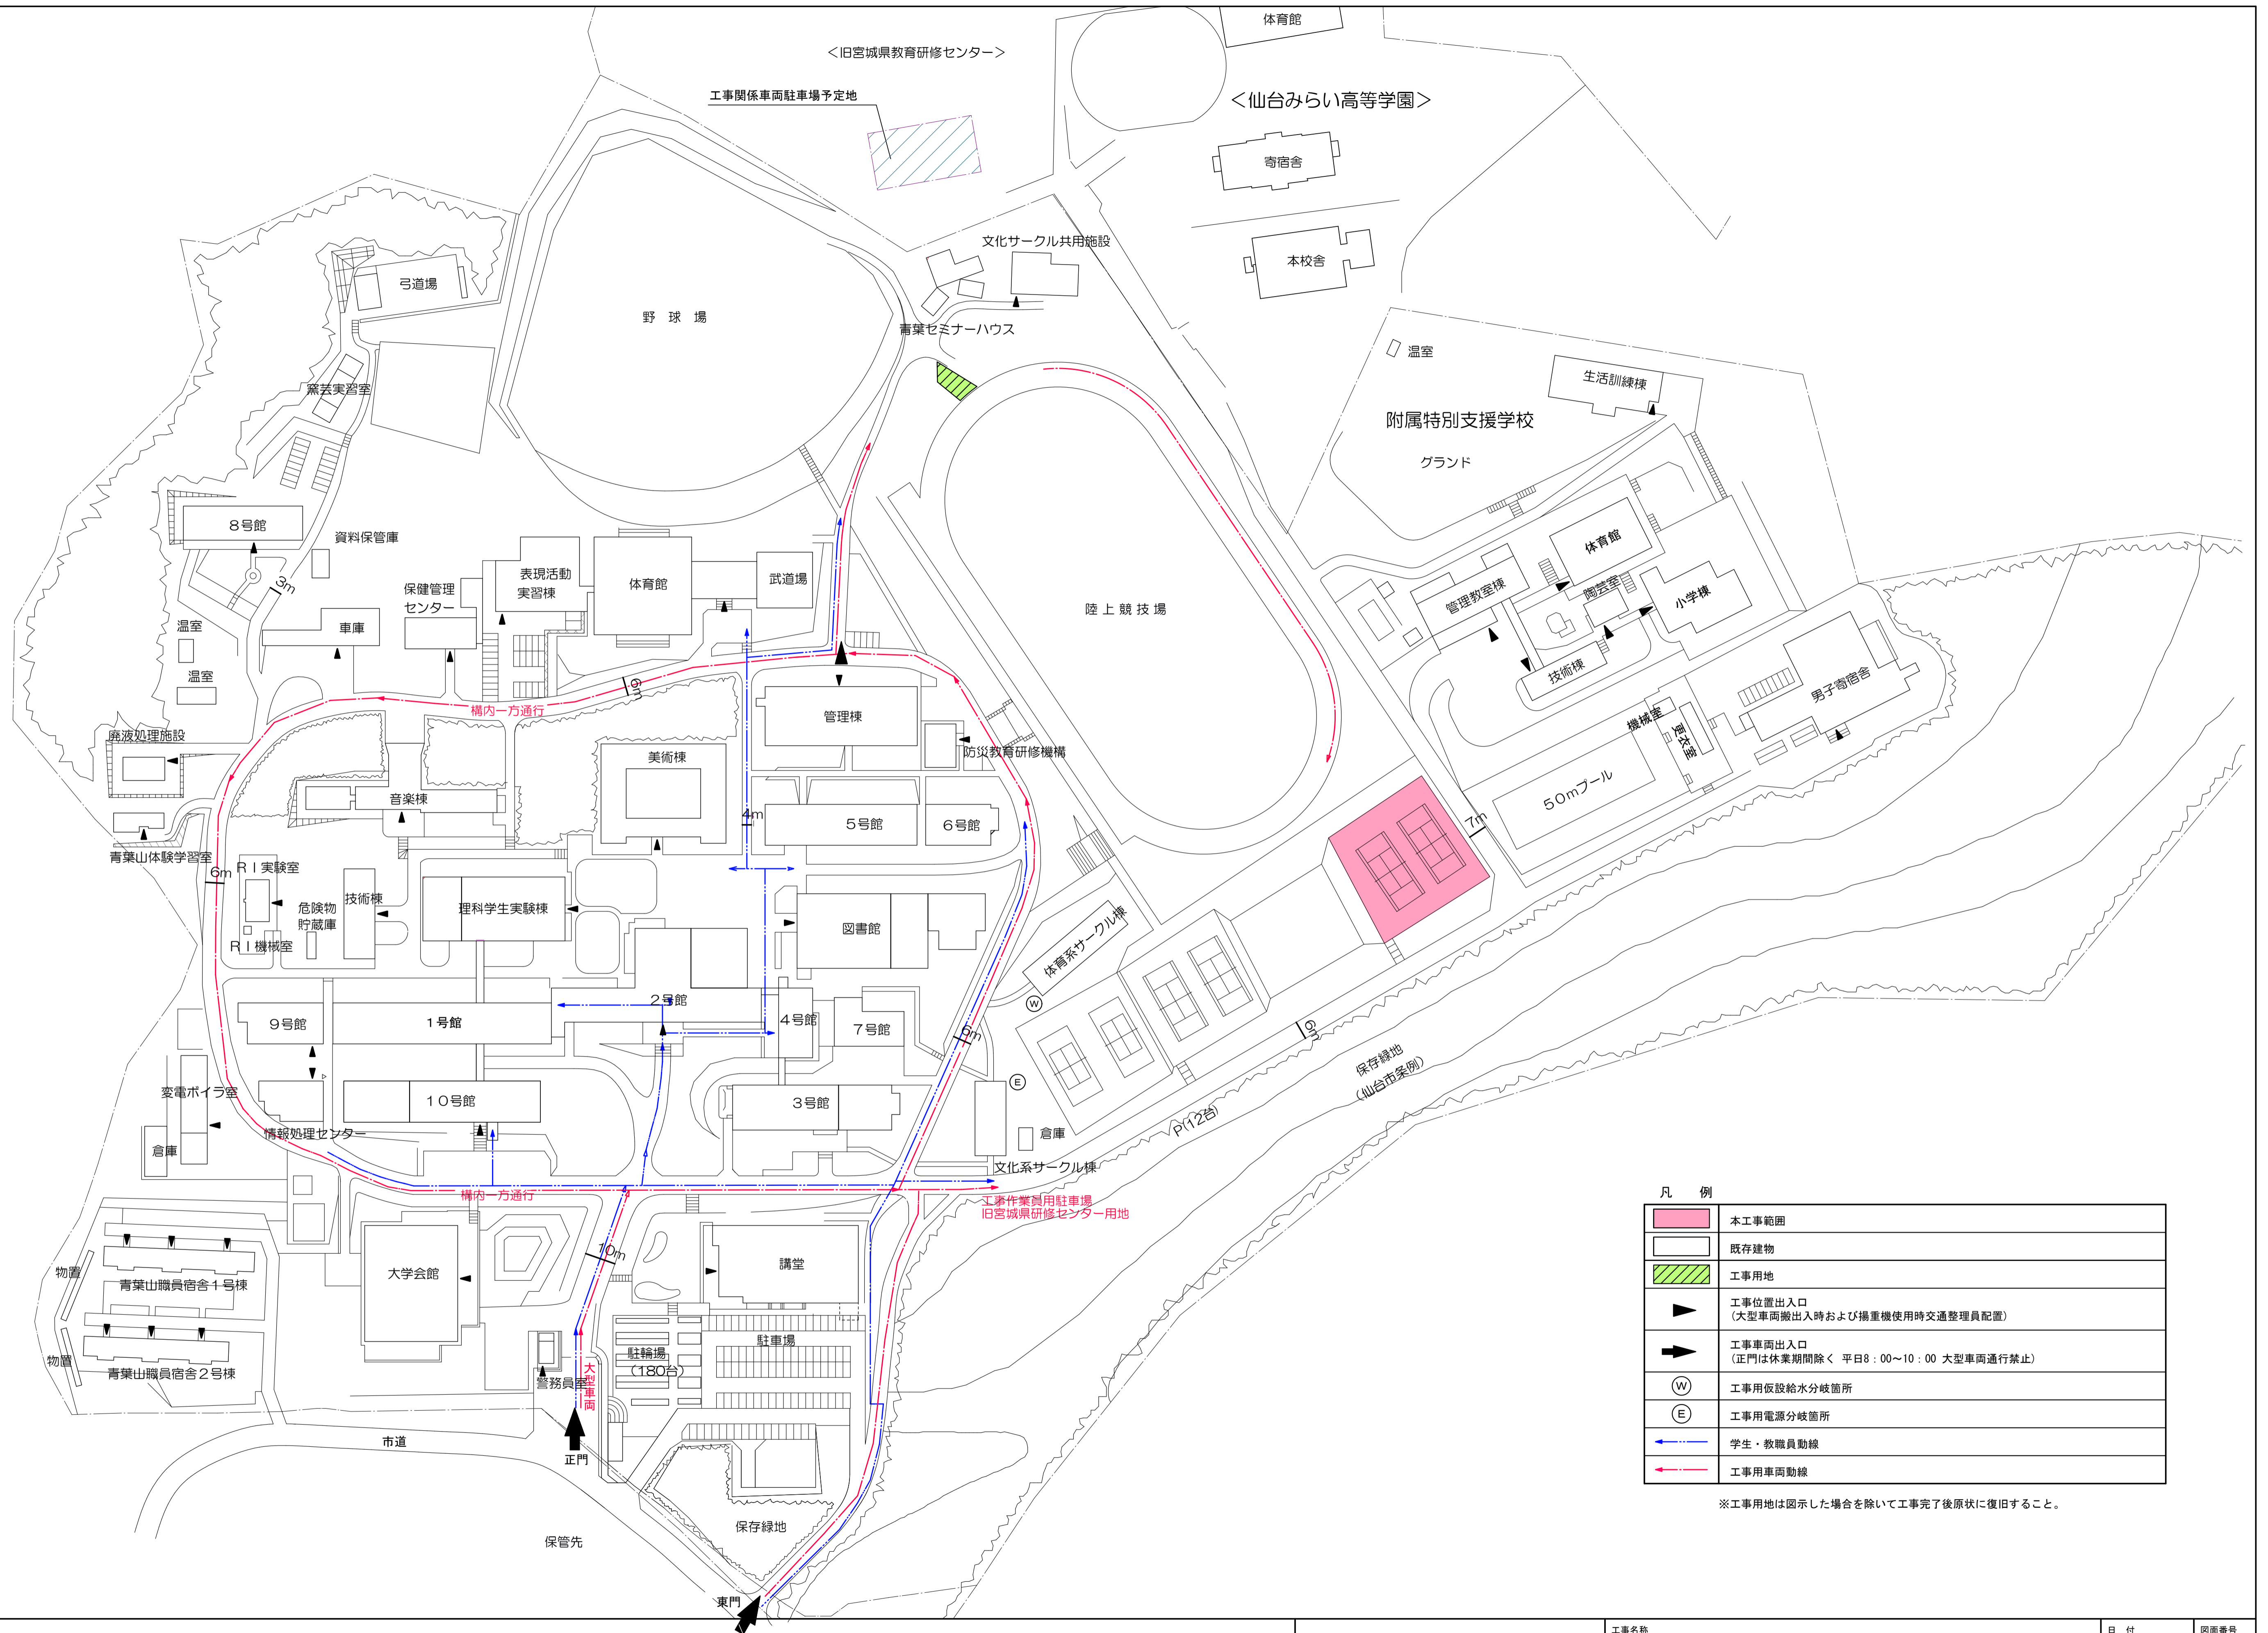 体育館
＜旧宮城県教育研修センター＞
工事関係車両駐車場予定地
＜仙台みらい高等学園＞
寄宿舎
文化サークル共用施設
本校舎
弓道場
野　球　場
青葉セミナーハウス
温室
生活訓練棟
窯芸実習室
附属特別支援学校
グランド
8号館
資料保管庫
3m
保健管理
センター
表現活動
実習棟
体育館
武道場
陸上競技場
体育館
管理教室棟
陶芸室
小学棟
技術棟
男子寄宿舎
車庫
温室
温室
6m
構内一方通行
管理棟
機械室
更衣室
廃液処理施設
美術棟
防災教育研修機構
50mプール
音楽棟
4m
5号館
6号館
7m
青葉山体験学習室
RI実験室
6m
危険物
貯蔵庫
技術棟
理科学生実験棟
図書館
RI機械室
体育系サークル棟
W
2号館
9号館
1号館
4号館
7号館
6m
6m
保存緑地
(仙台市条例)
E
変電ボイラ室
10号館
3号館
P(12台)
倉庫
情報処理センター
倉庫
文化系サークル棟
構内一方通行
工事作業員用駐車場
旧宮城県研修センター用地
10m
物置
青葉山職員宿舎1号棟
大学会館
講堂
駐車場
駐輪場
(180台)
物置
青葉山職員宿舎2号棟
警務員室
大型車両
市道
正門
保管先
保存緑地
東門
凡　例
本工事範囲
既存建物
工事用地
工事位置出入口
(大型車両搬出入時および揚重機使用時交通整理員配置)
工事車両出入口
(正門は休業期間除く 平日8：00～10：00 大型車両通行禁止)
W 工事用仮設給水分岐箇所
E 工事用電源分岐箇所
学生・教職員動線
工事用車両動線
※工事用地は図示した場合を除いて工事完了後原状に復旧すること。
工事名称
日　付
図面番号